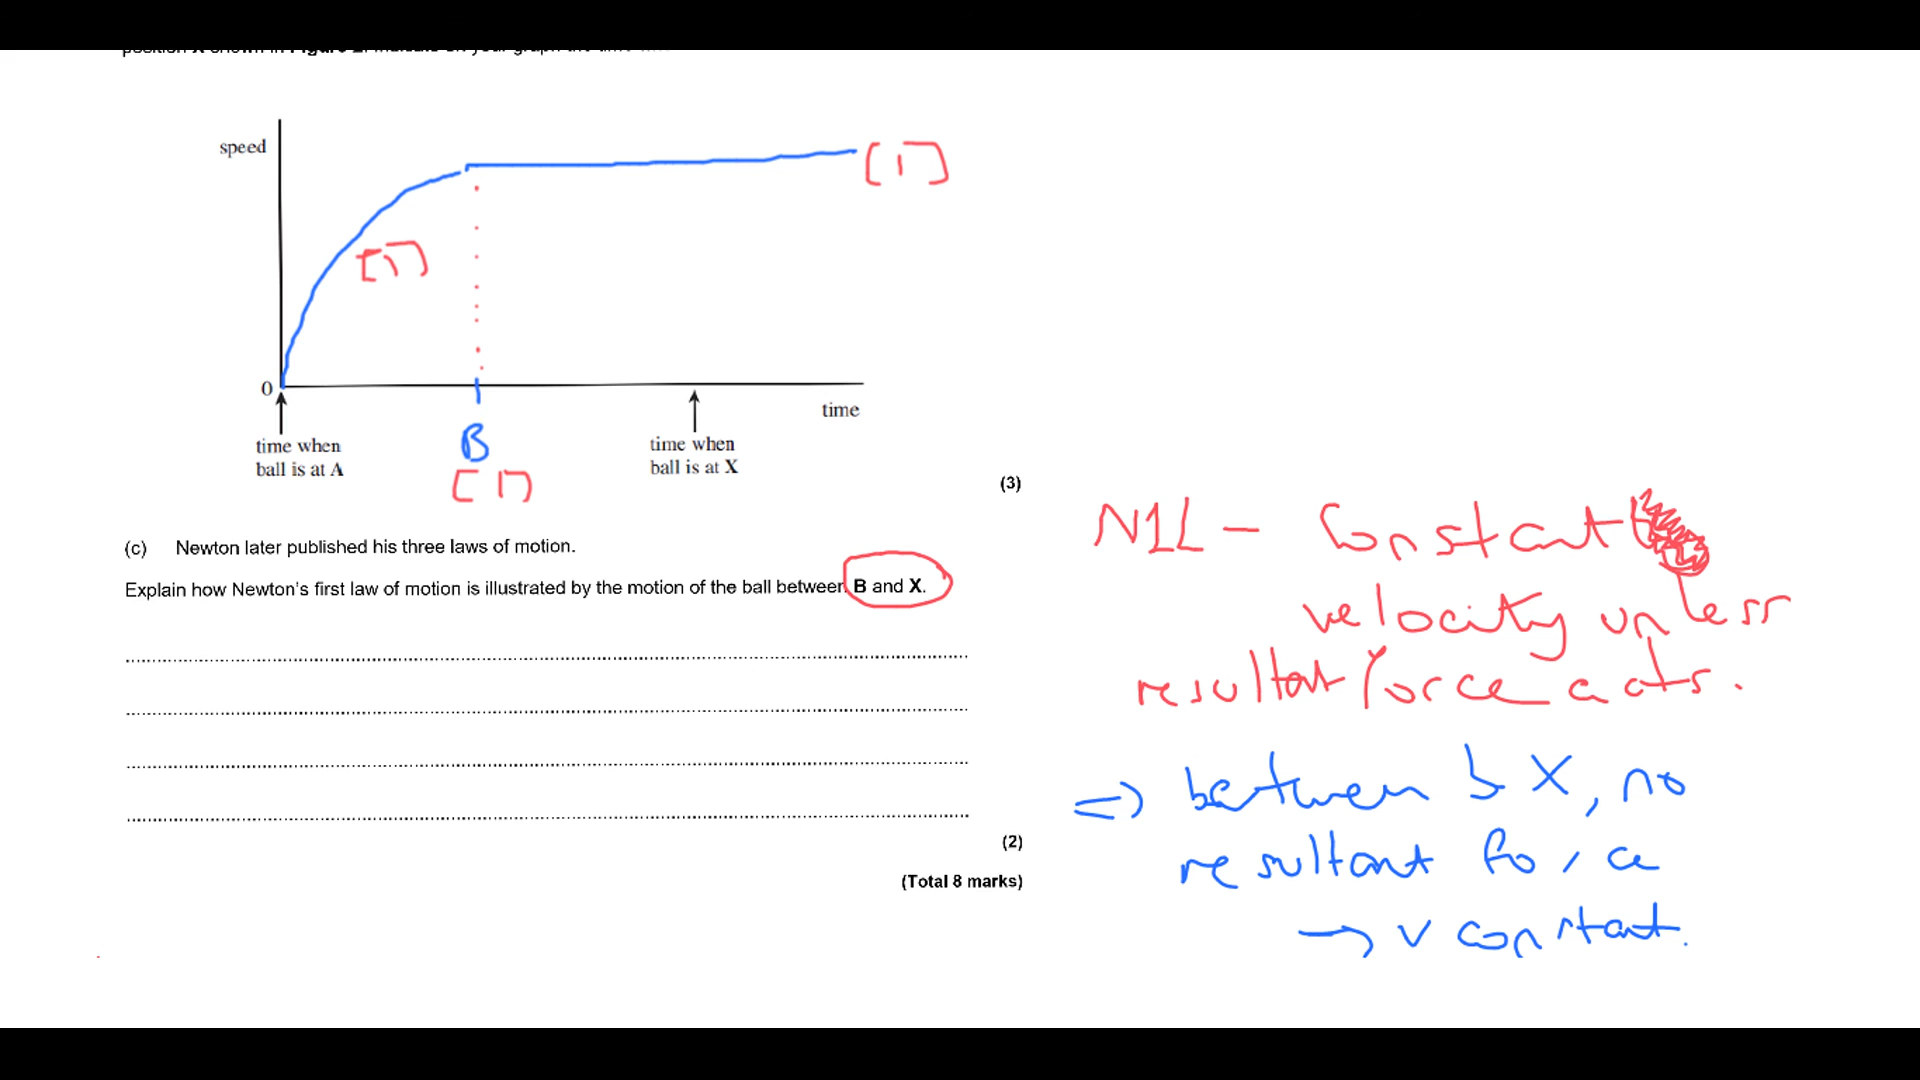 speed
[1]
[1]
0
time
time when
ball is at A
B
[1]
time when
ball is at X
(3)
(c) Newton later published his three laws of motion.
Explain how Newton's first law of motion is illustrated by the motion of the ball between B and X.
(2)
(Total 8 marks)
N1L - Constant
velocity unless
resultant force acts.
=> between b X, no
resultant force
→ v constant.